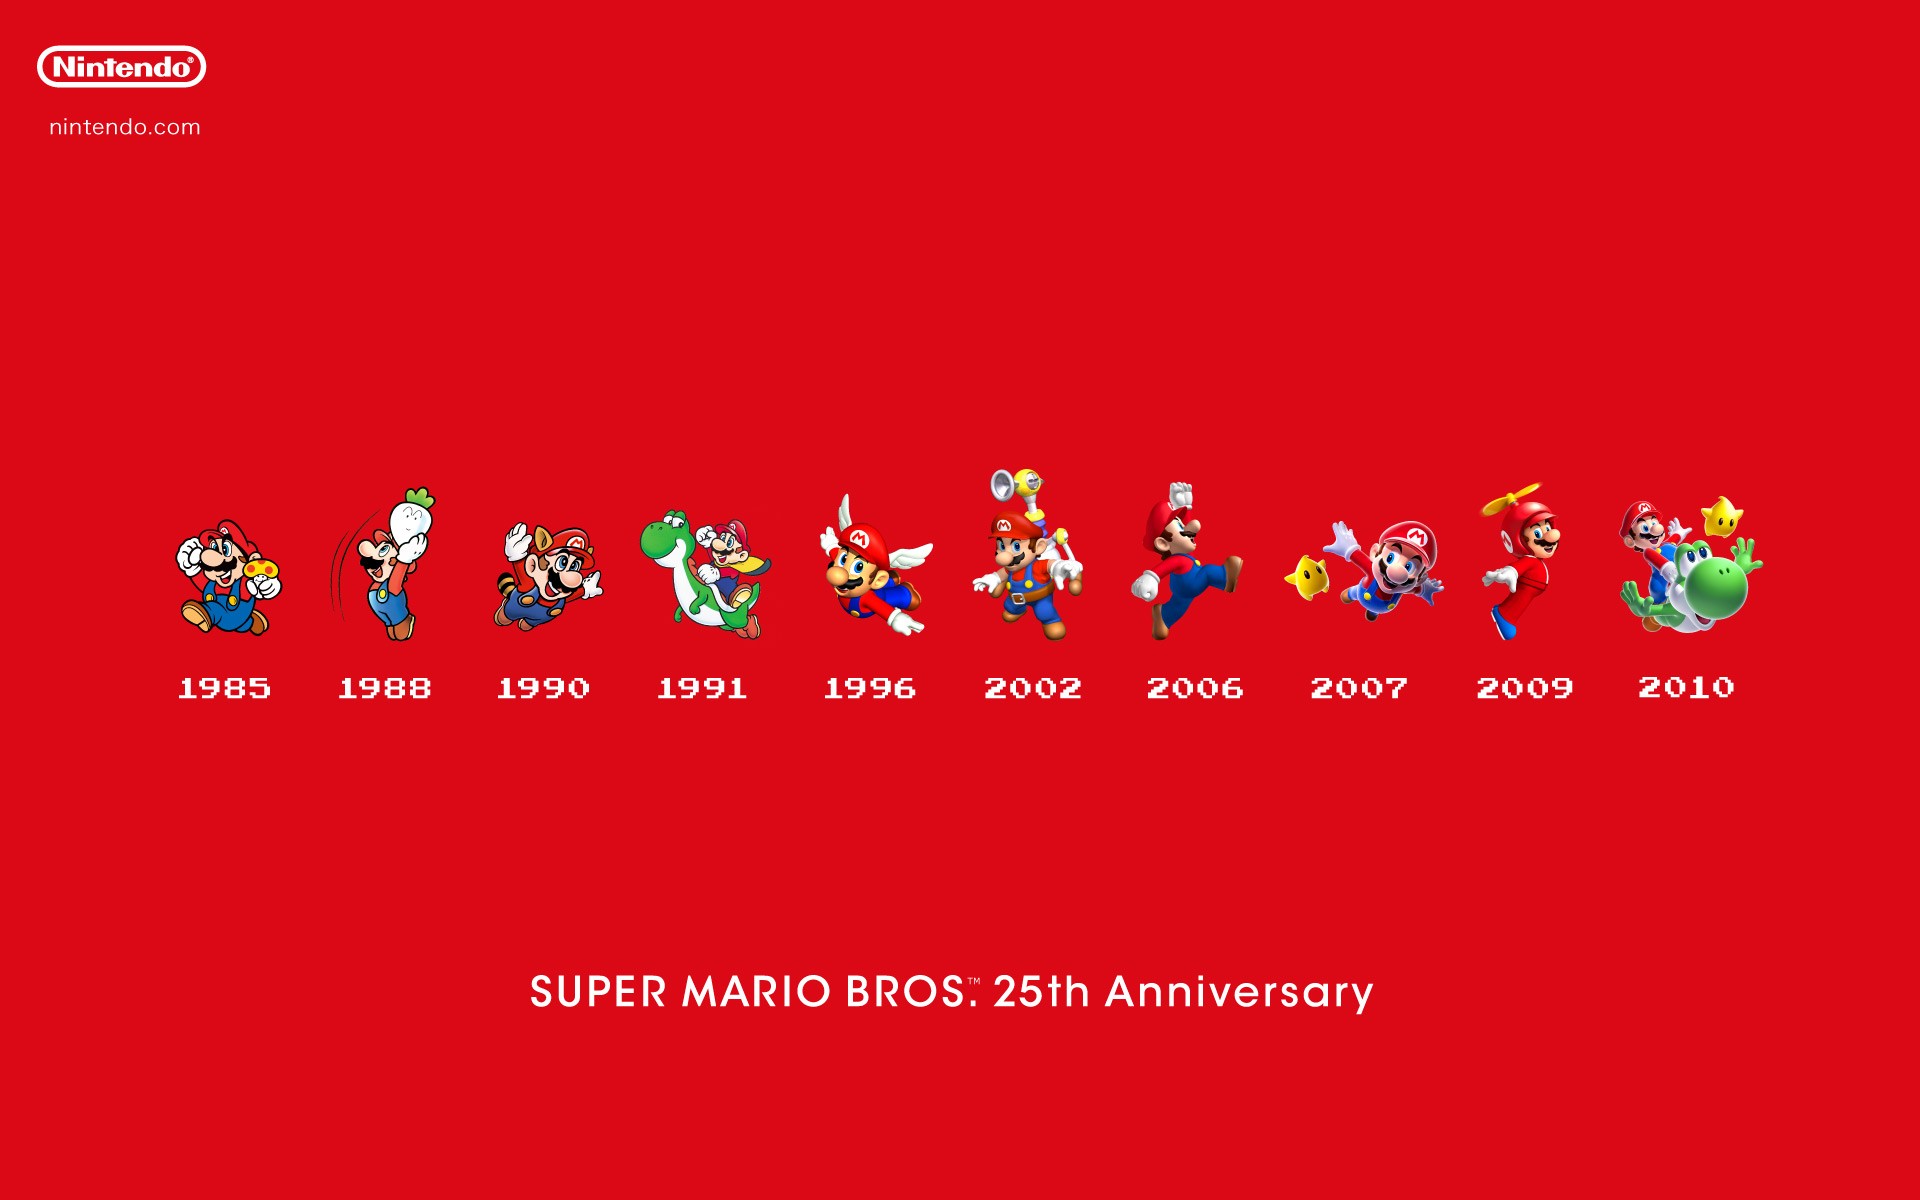 Nintendo®
nintendo.com
1985 1988 1990 1991 1996 2002 2006 2007 2009 2010
SUPER MARIO BROS.™ 25th Anniversary